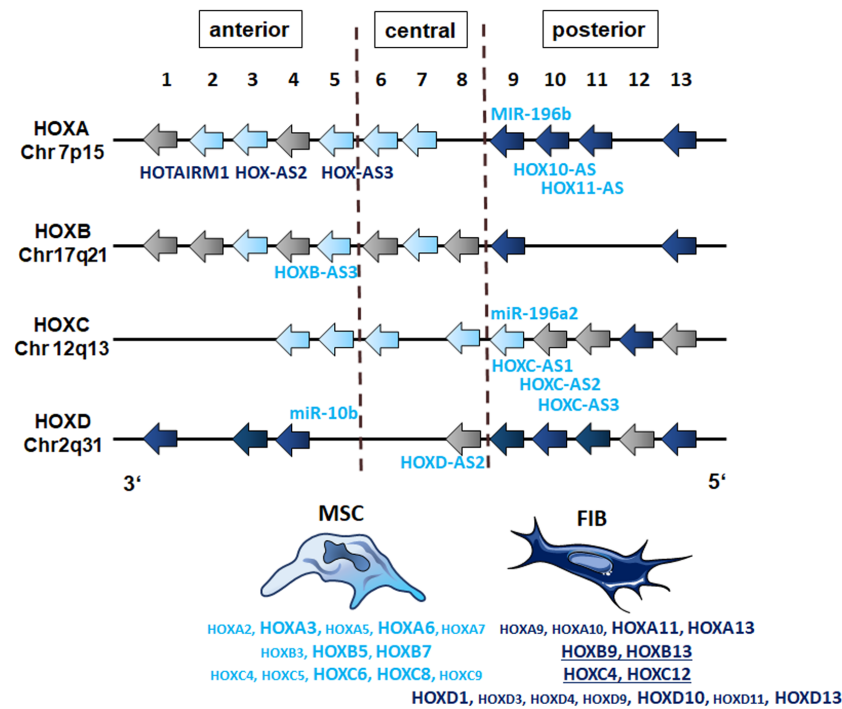 anterior central posterior
1 2 3 4 5 6 7 8 9 10 11 12 13
MIR-196b
HOXA
Chr7p15
HOTAIRM1 HOX-AS2 HOX-AS3
HOX10-AS
HOX11-AS
HOXB
Chr17q21
HOXB-AS3
miR-196a2
HOXC
Chr12q13
HOXC-AS1
HOXC-AS2
HOXC-AS3
miR-10b
HOXD
Chr2q31
HOXD-AS2
3‘ 5‘
MSC
HOXA2, HOXA3, HOXA5, HOXA6, HOXA7
HOXB3, HOXB5, HOXB7
HOXC4, HOXC5, HOXC6, HOXC8, HOXC9
FIB
HOXA9, HOXA10, HOXA11, HOXA13
HOXB9, HOXB13
HOXC4, HOXC12
HOXD1, HOXD3, HOXD4, HOXD9, HOXD10, HOXD11, HOXD13